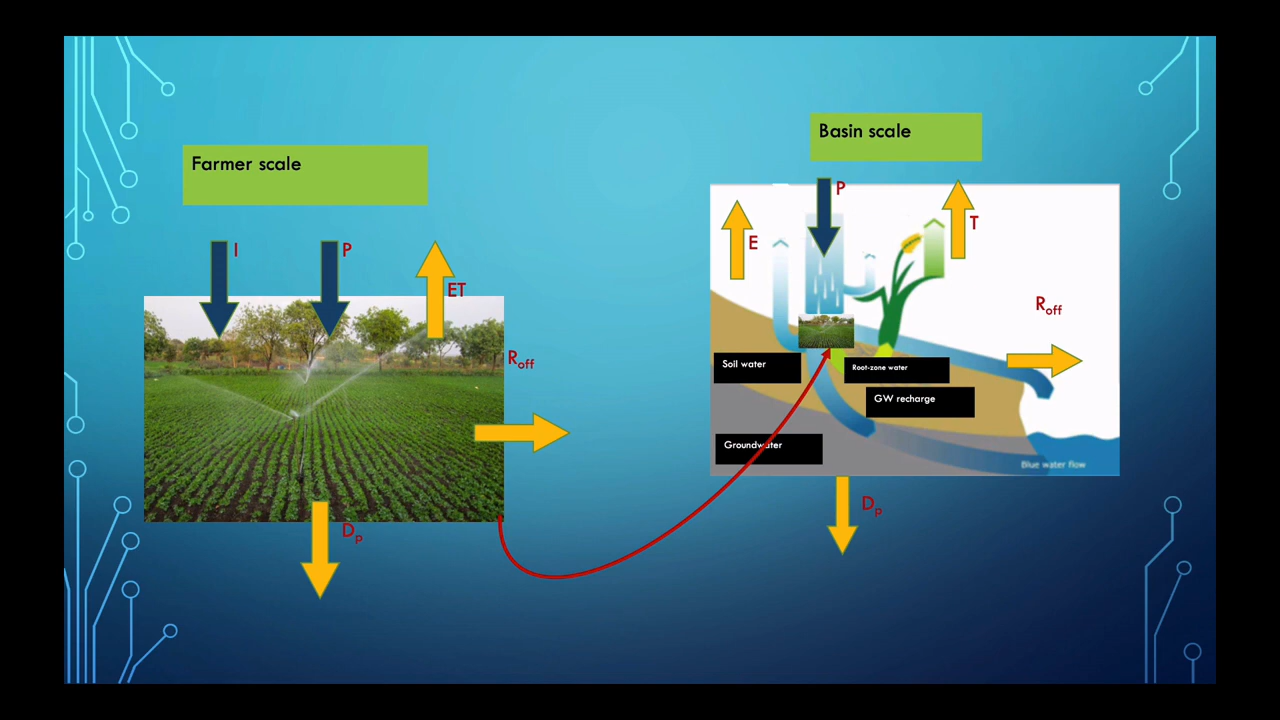 Farmer scale
I
P
ET
Roff
Dp
Basin scale
P
E
T
Roff
Soil water
Root-zone water
GW recharge
Groundwater
Blue water flow
Dp